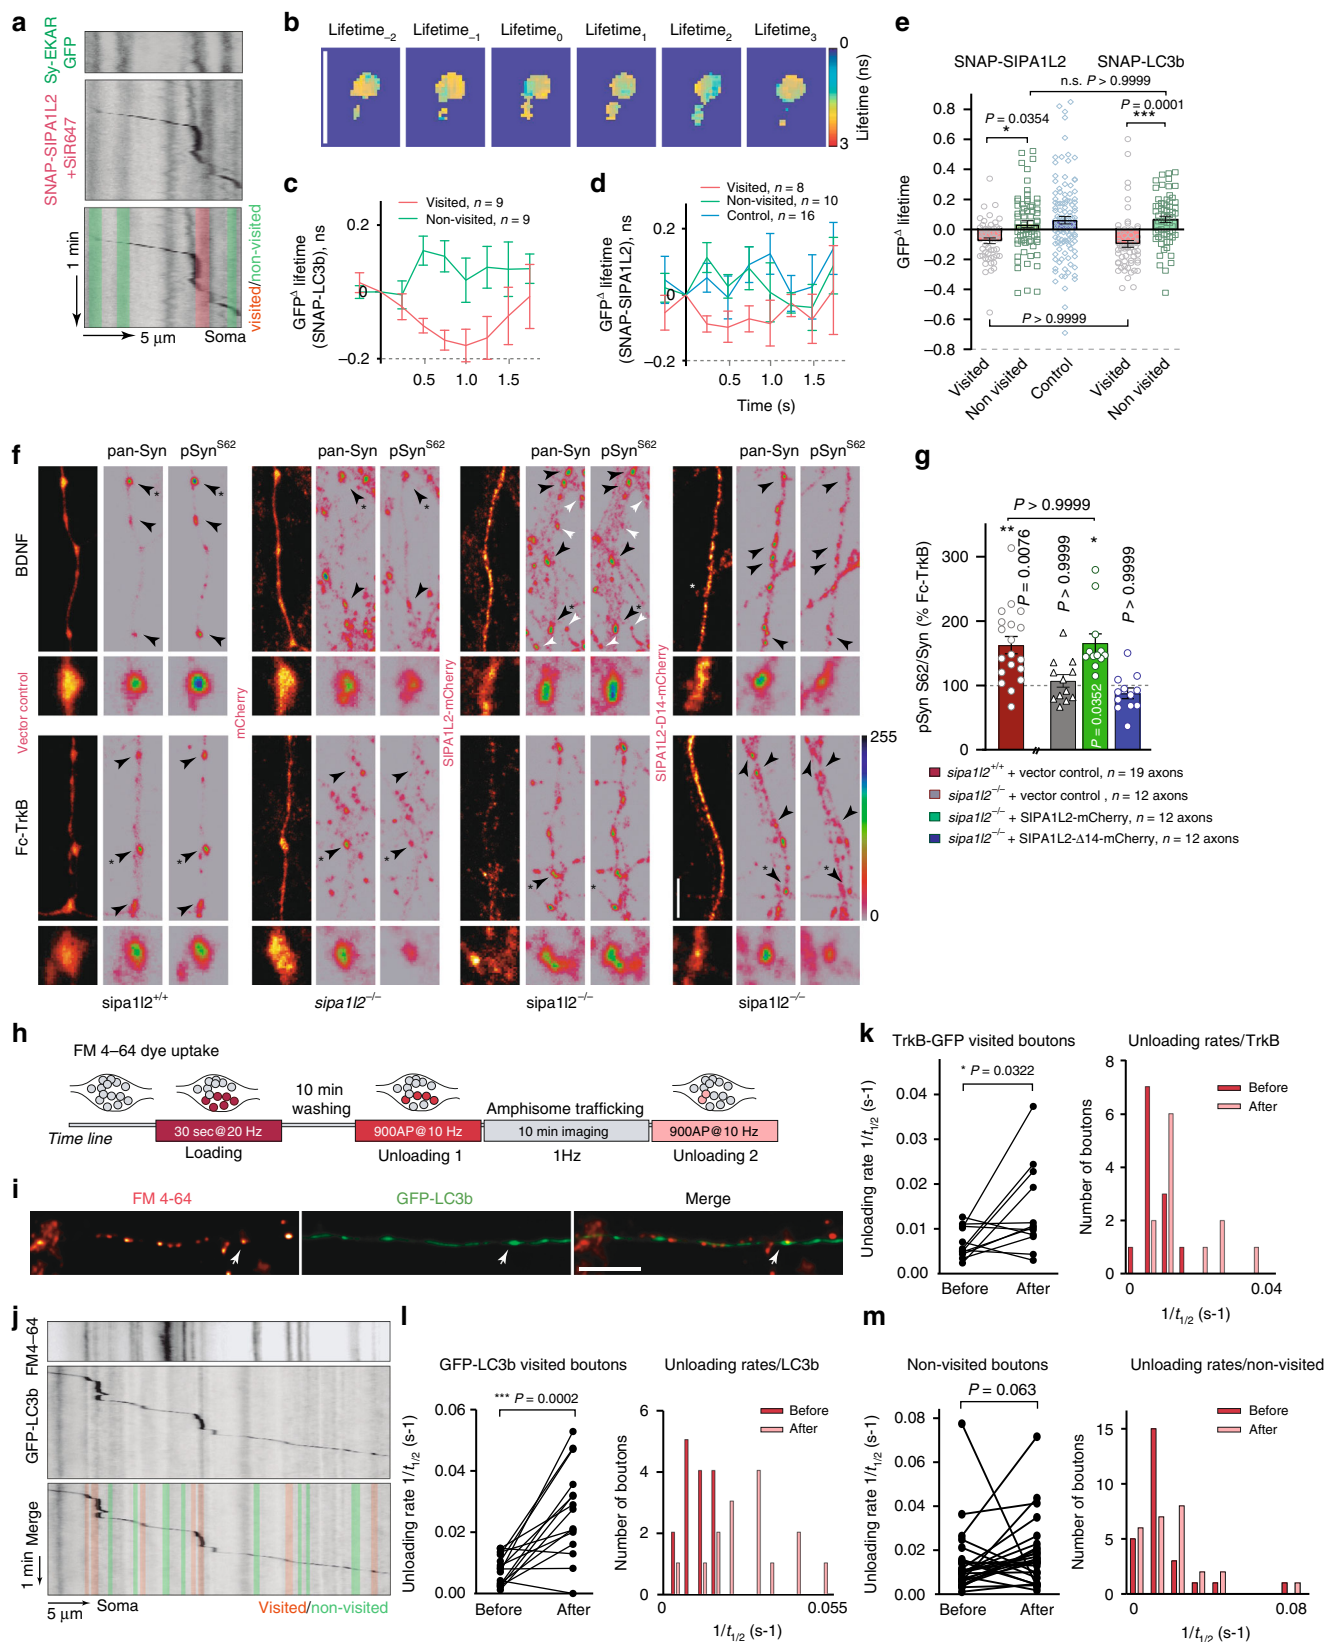 a
Sy-EKAR
GFP
SNAP-SIPA1L2
+SiR647
1 min
5 μm
Soma
visited/non-visited
b
Lifetime-2
Lifetime-1
Lifetime0
Lifetime1
Lifetime2
Lifetime3
0
3
Lifetime (ns)
c
Visited, n = 9
Non-visited, n = 9
GFPΔ lifetime
(SNAP-LC3b), ns
0.2
0
–0.2
0.5
1.0
1.5
d
Visited, n = 8
Non-visited, n = 10
Control, n = 16
GFPΔ lifetime
(SNAP-SIPA1L2), ns
0.2
0
–0.2
0.5
1.0
1.5
Time (s)
e
SNAP-SIPA1L2
SNAP-LC3b
n.s. P > 0.9999
P = 0.0354
*
P = 0.0001
***
GFPΔ lifetime
0.8
0.6
0.4
0.2
0.0
–0.2
–0.4
–0.6
–0.8
P > 0.9999
Visited
Non visited
Control
Visited
Non visited
f
pan-Syn
pSynS62
pan-Syn
pSynS62
pan-Syn
pSynS62
pan-Syn
pSynS62
BDNF
Fc-TrkB
Vector control
mCherry
SIPA1L2-mCherry
SIPA1L2-D14-mCherry
255
0
sipa1l2+/+
sipa1l2–/–
sipa1l2–/–
sipa1l2–/–
g
P > 0.9999
**
P = 0.0076
P > 0.9999
*
P = 0.0352
P > 0.9999
pSyn S62/Syn (% Fc-TrkB)
300
200
100
0
sipa1l2+/+ + vector control, n = 19 axons
sipa1l2–/– + vector control , n = 12 axons
sipa1l2–/– + SIPA1L2-mCherry, n = 12 axons
sipa1l2–/– + SIPA1L2-Δ14-mCherry, n = 12 axons
h
FM 4–64 dye uptake
10 min
washing
Amphisome trafficking
Time line
30 sec@20 Hz
900AP@10 Hz
10 min imaging
900AP@10 Hz
Loading
Unloading 1
1Hz
Unloading 2
i
FM 4-64
GFP-LC3b
Merge
j
FM4–64
GFP-LC3b
Merge
1 min
5 μm
Soma
Visited/non-visited
k
TrkB-GFP visited boutons
* P = 0.0322
Unloading rate 1/t1/2 (s-1)
0.04
0.03
0.02
0.01
0.00
Before
After
Unloading rates/TrkB
Before
After
Number of boutons
8
6
4
2
0
0
0.04
1/t1/2 (s-1)
l
GFP-LC3b visited boutons
*** P = 0.0002
Unloading rate 1/t1/2 (s-1)
0.06
0.04
0.02
0.00
Before
After
Unloading rates/LC3b
Before
After
Number of boutons
6
4
2
0
0
0.055
1/t1/2 (s-1)
m
Non-visited boutons
P = 0.063
Unloading rate 1/t1/2 (s-1)
0.08
0.06
0.04
0.02
0.00
Before
After
Unloading rates/non-visited
Before
After
Number of boutons
15
10
5
0
0
0.08
1/t1/2 (s-1)